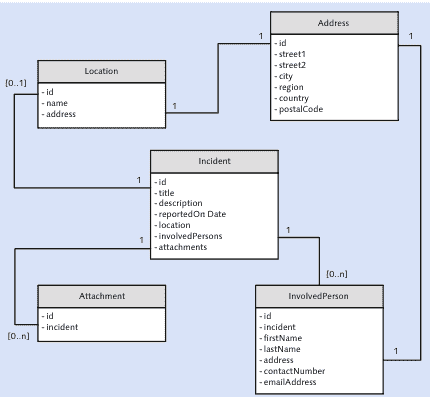 Address
- id
- street1
- street2
- city
- region
- country
- postalCode
1
1
Location
- id
- name
- address
[0..1]
1
Incident
- id
- title
- description
- reportedOn Date
- location
- involvedPersons
- attachments
1
1
1
[0..n]
Attachment
- id
- incident
[0..n]
InvolvedPerson
- id
- incident
- firstName
- lastName
- address
- contactNumber
- emailAddress
1